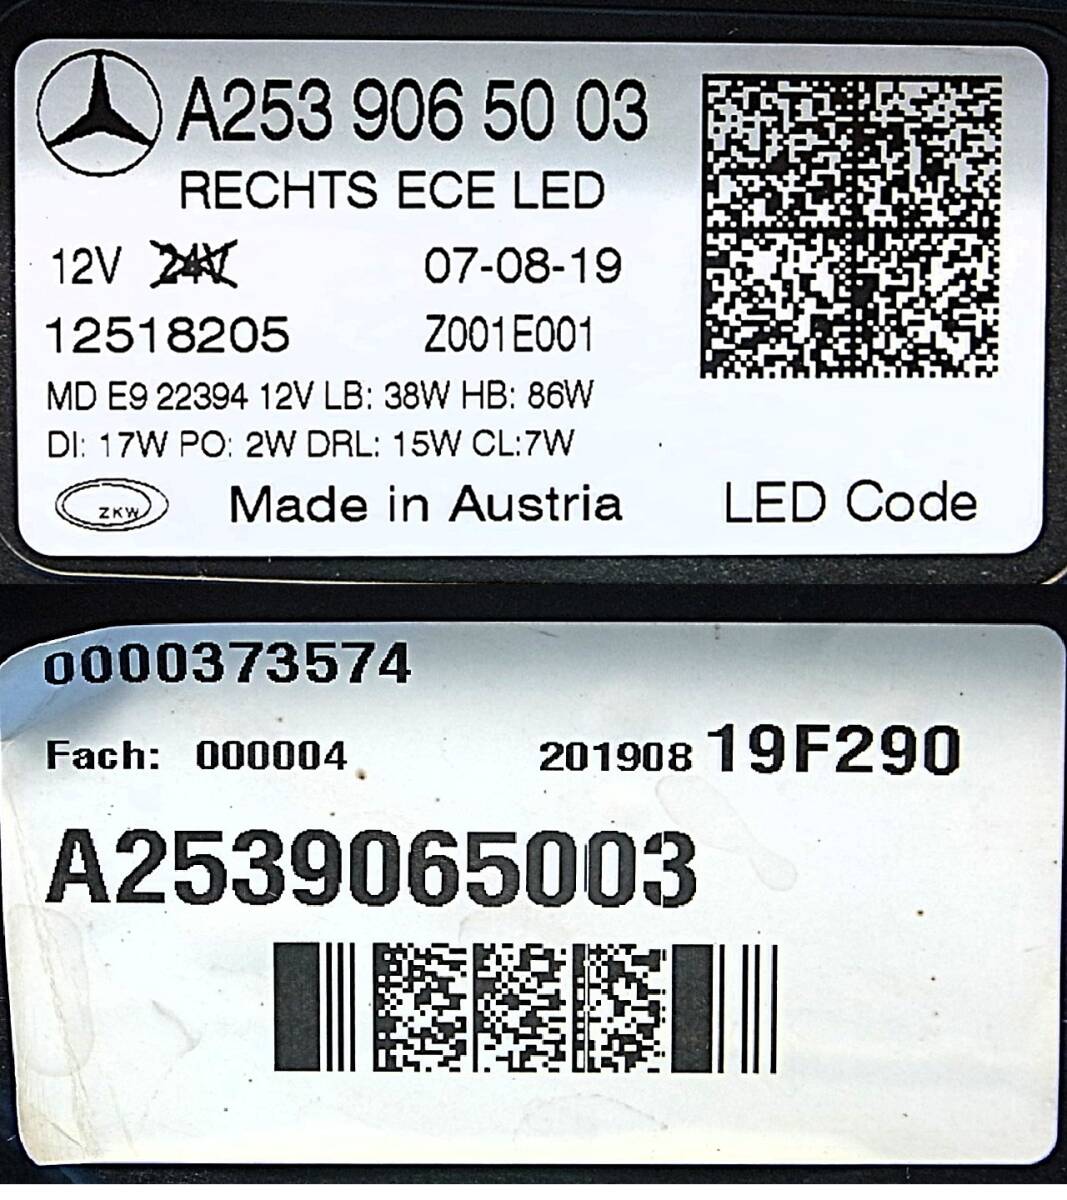 A253 906 50 03
RECHTS ECE LED
12V 24V 07-08-19
12518205 Z001E001
MD E9 22394 12V LB: 38W HB: 86W
DI: 17W PO: 2W DRL: 15W CL:7W
ZKW Made in Austria LED Code
0000373574
Fach: 000004 201908 19F290
A2539065003